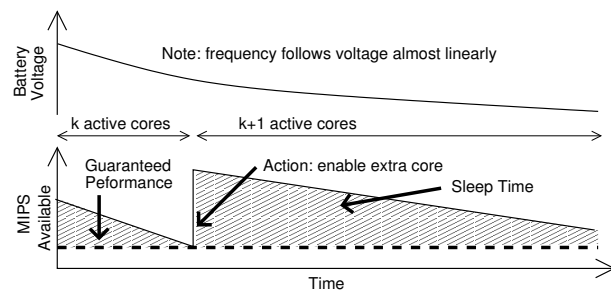 Battery
Voltage
Note: frequency follows voltage almost linearly
k active cores
k+1 active cores
Guaranteed
Peformance
Action: enable extra core
Sleep Time
MIPS
Available
Time